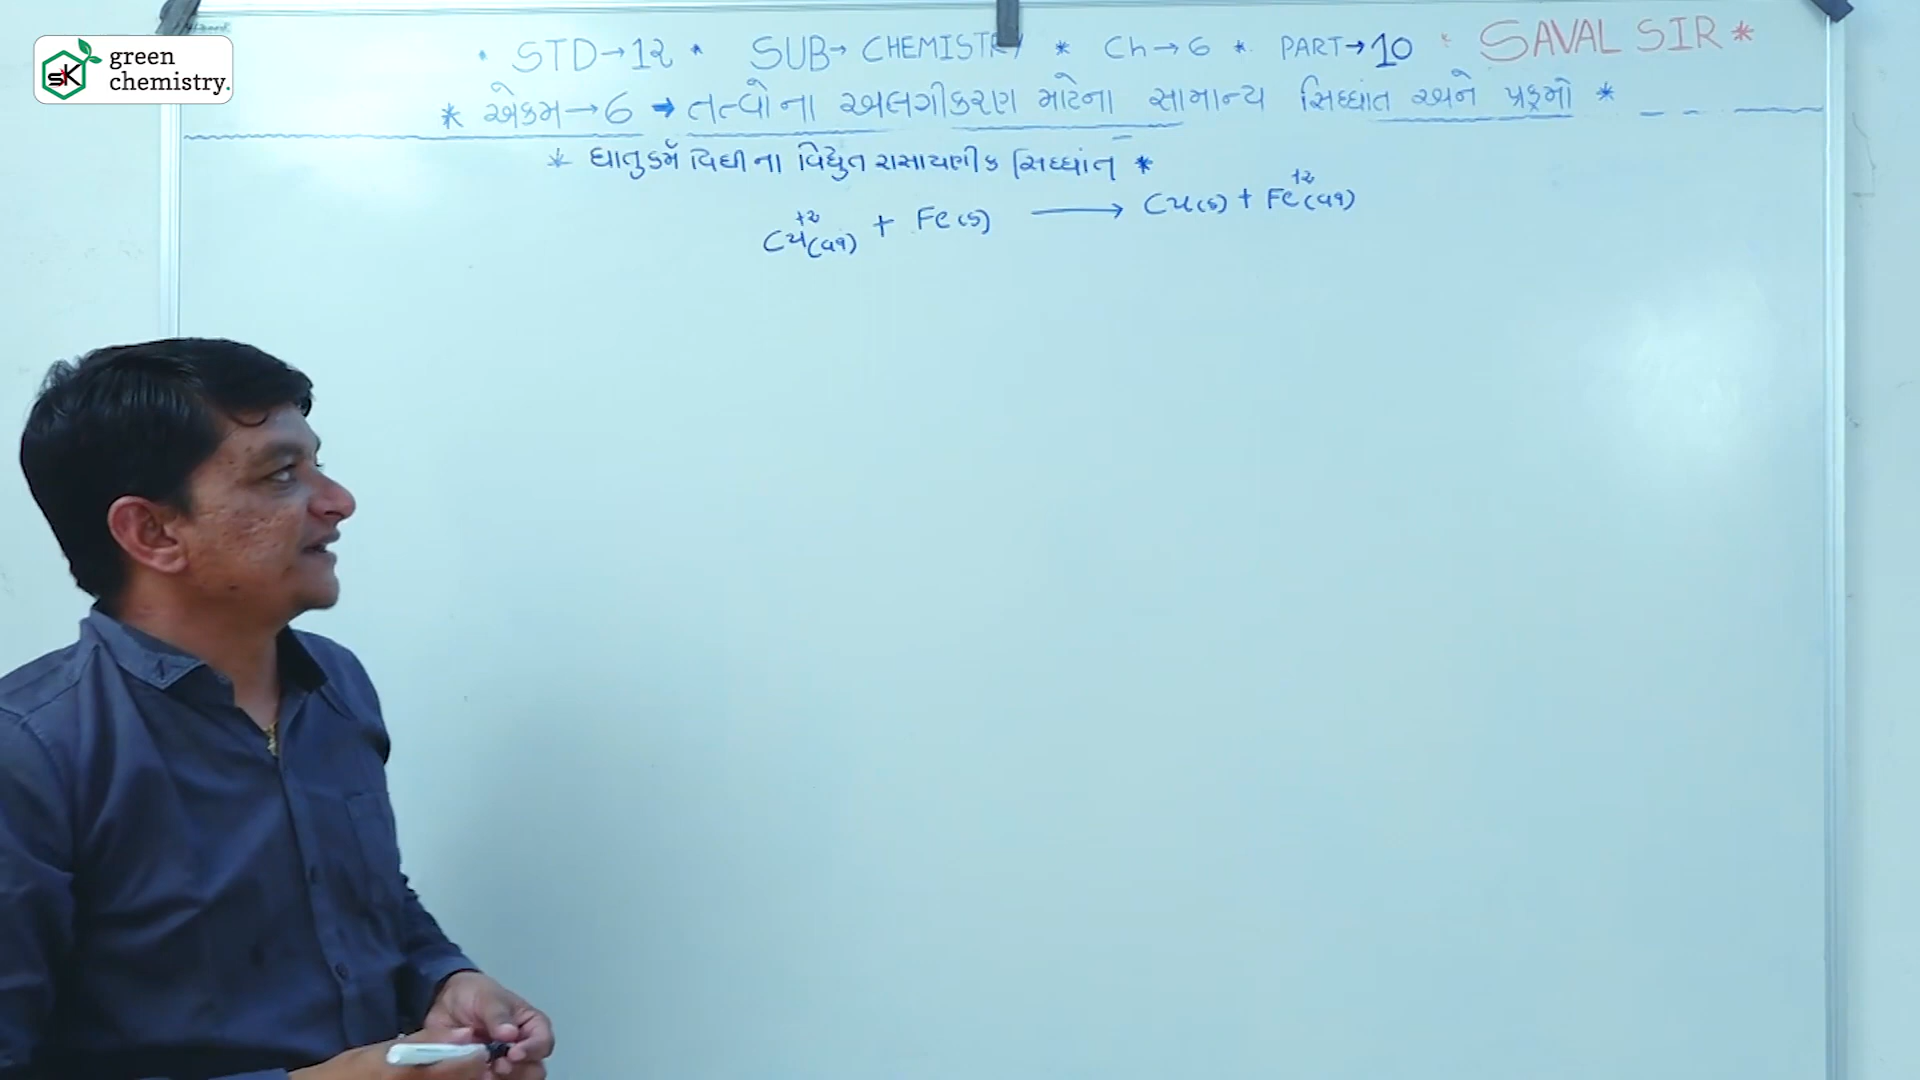 sK green
chemistry.
* STD→12 * SUB→ CHEMISTRY * Ch→6 * PART→10 * SAVAL SIR *
* એકમ→6 → તત્વોના અલગીકરણ માટેના સામાન્ય સિધ્ધાંત અને પ્રક્રમો *
* ધાતુકર્મ વિધીના વિદ્યુત રાસાયણીક સિધ્ધાંત *
Cu+2(aq) + Fe(s) ⟶ Cu(s) + Fe+2(aq)